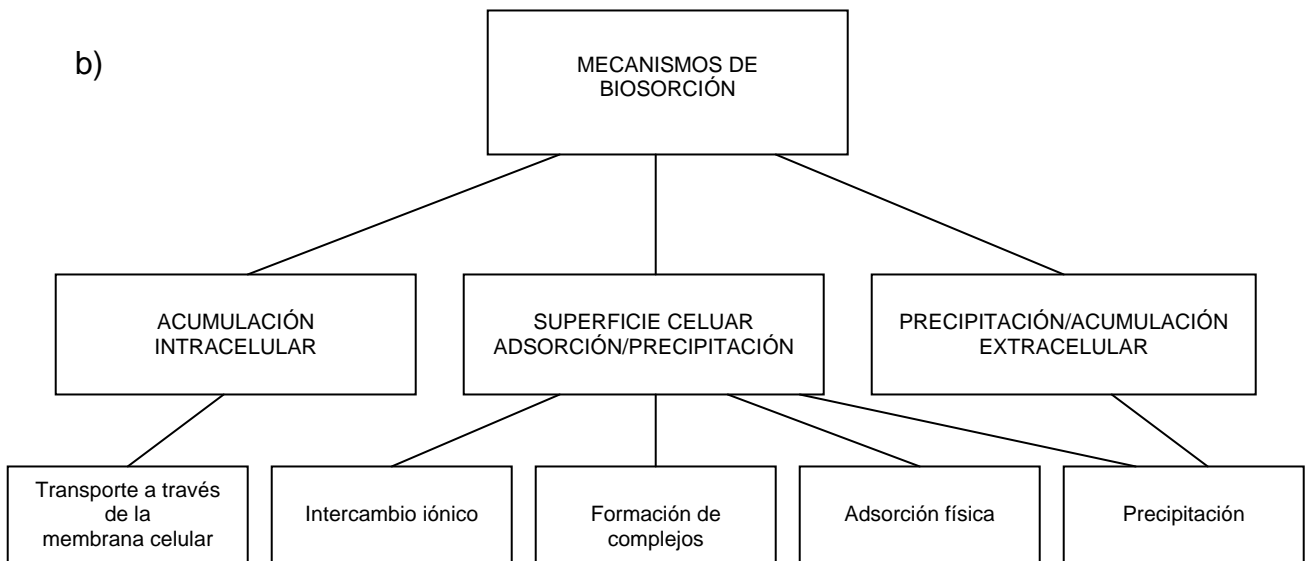 b)
MECANISMOS DE
BIOSORCIÓN
ACUMULACIÓN
INTRACELULAR
SUPERFICIE CELUAR
ADSORCIÓN/PRECIPITACIÓN
PRECIPITACIÓN/ACUMULACIÓN
EXTRACELULAR
Transporte a través
de la
membrana celular
Intercambio iónico
Formación de
complejos
Adsorción física
Precipitación